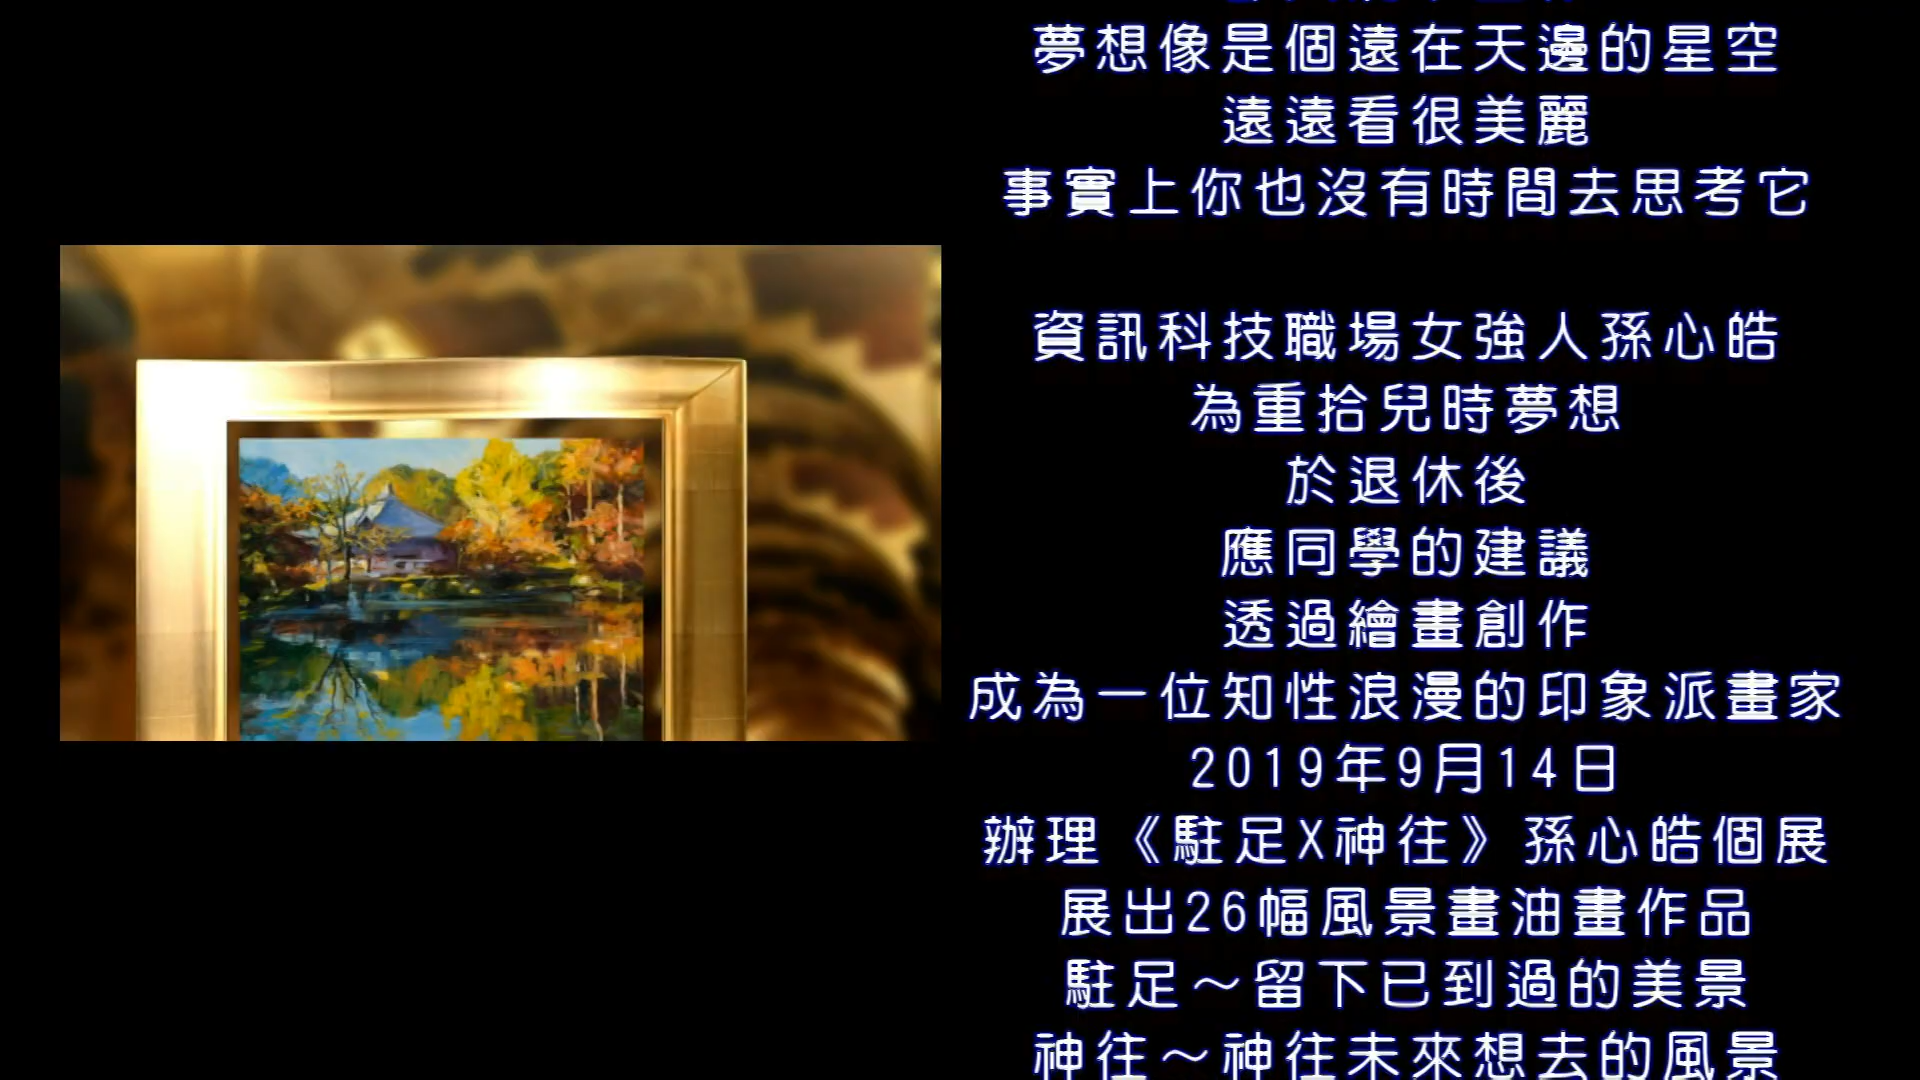 夢想像是個遠在天邊的星空
遠遠看很美麗
事實上你也沒有時間去思考它
資訊科技職場女強人孫心皓
為重拾兒時夢想
於退休後
應同學的建議
透過繪畫創作
成為一位知性浪漫的印象派畫家
2019年9月14日
辦理《駐足X神往》孫心皓個展
展出26幅風景畫油畫作品
駐足～留下已到過的美景
神往～神往未來想去的風景